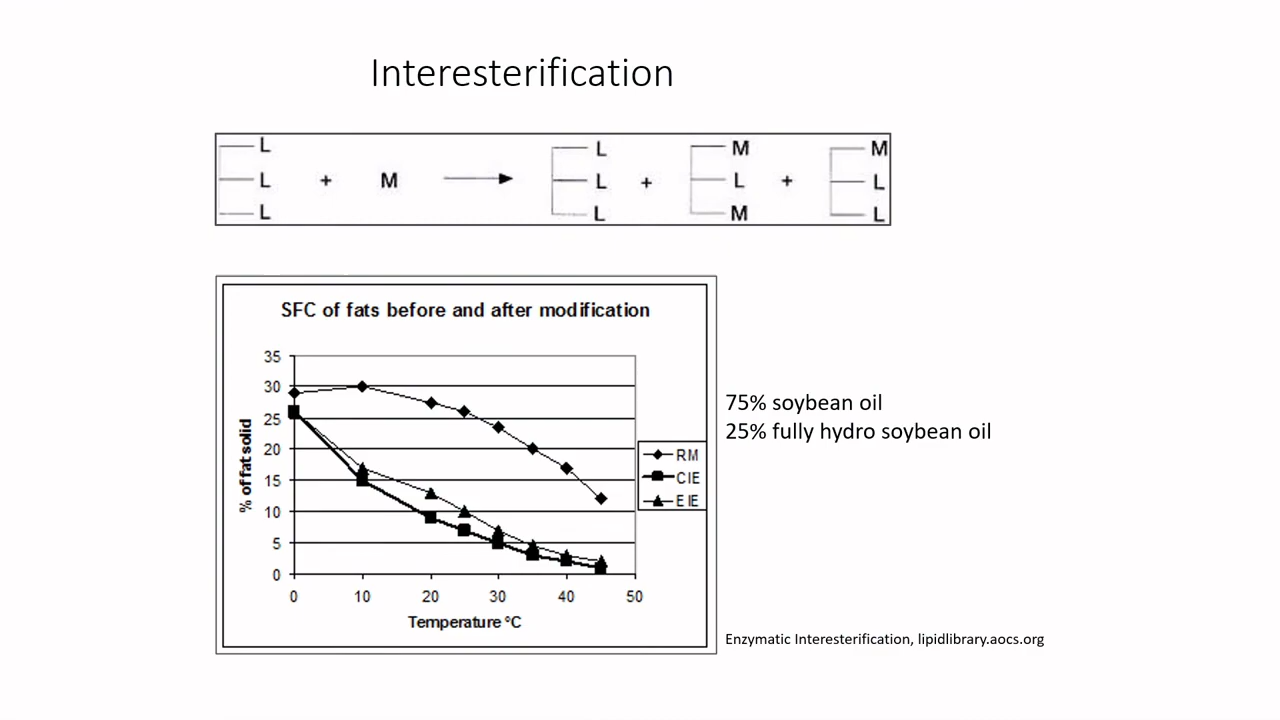 Interesterification
L L M M
L + M L + L + L
L L M L
SFC of fats before and after modification
35
30
25
20
15
10
5
0
% of fat solid
0 10 20 30 40 50
Temperature °C
RM
CIE
EIE
75% soybean oil
25% fully hydro soybean oil
Enzymatic Interesterification, lipidlibrary.aocs.org